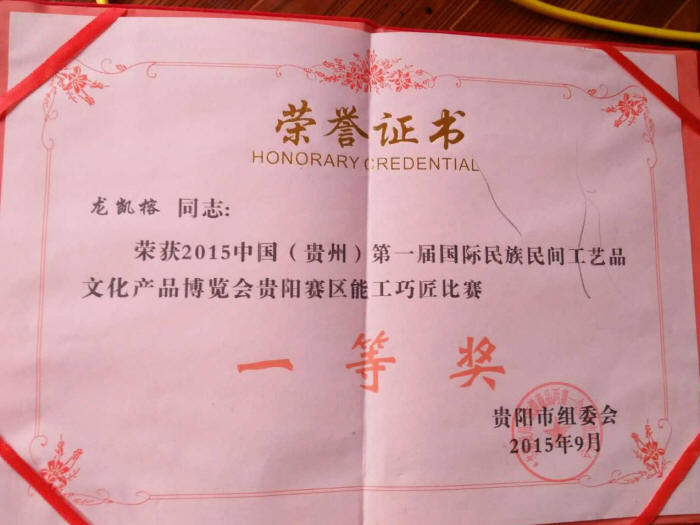 荣誉证书
HONORARY CREDENTIAL
龙凯榕 同志:
荣获2015中国（贵州）第一届国际民族民间工艺品
文化产品博览会贵阳赛区能工巧匠比赛
一等奖
贵阳市组委会
2015年9月